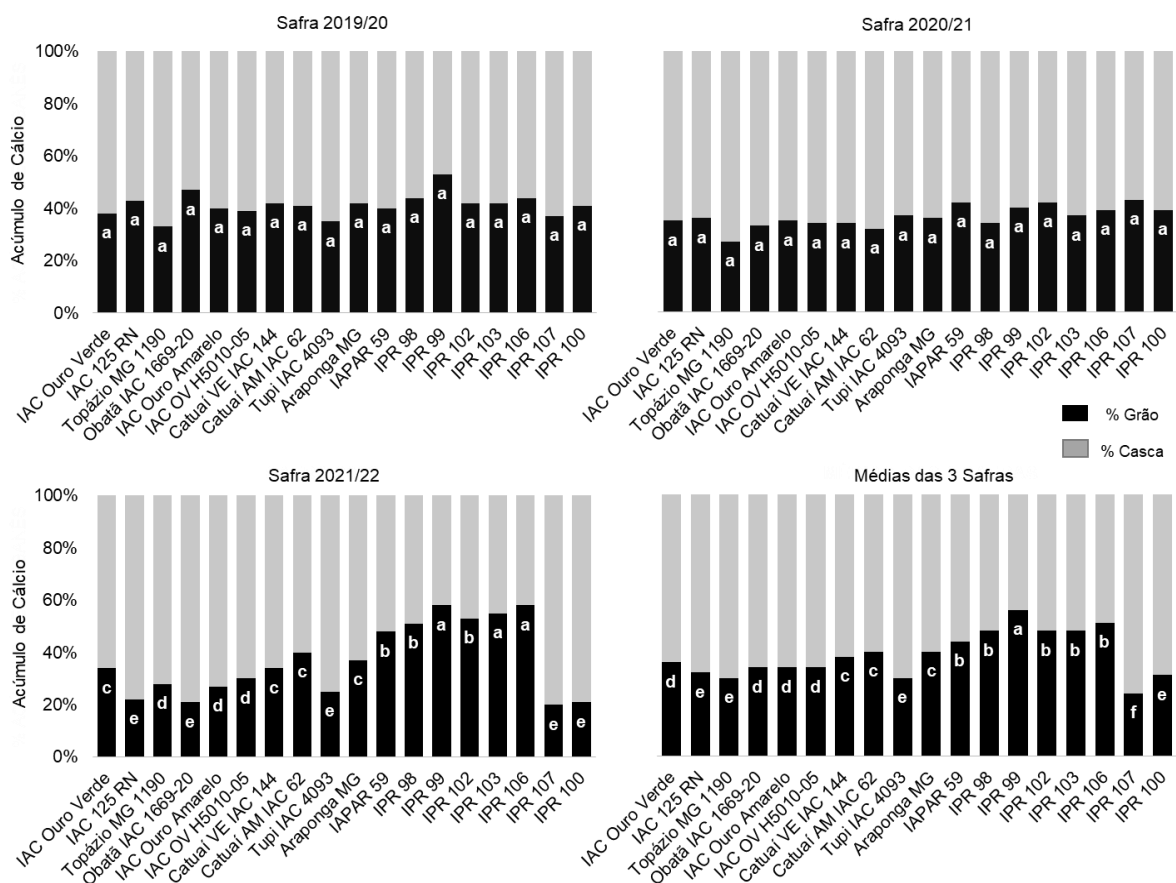 Safra 2019/20
Acúmulo de Cálcio
100%
80%
60%
40%
20%
0%
a a a a a a a a a a a a a a a a a a
IAC Ouro Verde
IAC 125 RN
Topázio MG 1190
Obatã IAC 1669-20
IAC Ouro Amarelo
IAC OV H5010-05
Catuaí VE IAC 144
Catuaí AM IAC 62
Tupi IAC 4093
Araponga MG
IAPAR 59
IPR 98
IPR 99
IPR 102
IPR 103
IPR 106
IPR 107
IPR 100
Safra 2020/21
100%
80%
60%
40%
20%
0%
a a a a a a a a a a a a a a a a a a
IAC Ouro Verde
IAC 125 RN
Topázio MG 1190
Obatã IAC 1669-20
IAC Ouro Amarelo
IAC OV H5010-05
Catuaí VE IAC 144
Catuaí AM IAC 62
Tupi IAC 4093
Araponga MG
IAPAR 59
IPR 98
IPR 99
IPR 102
IPR 103
IPR 106
IPR 107
IPR 100
% Grão
% Casca
Safra 2021/22
Acúmulo de Cálcio
100%
80%
60%
40%
20%
0%
c e d e d d c c e c b b a b a a e e
IAC Ouro Verde
IAC 125 RN
Topázio MG 1190
Obatã IAC 1669-20
IAC Ouro Amarelo
IAC OV H5010-05
Catuaí VE IAC 144
Catuaí AM IAC 62
Tupi IAC 4093
Araponga MG
IAPAR 59
IPR 98
IPR 99
IPR 102
IPR 103
IPR 106
IPR 107
IPR 100
Médias das 3 Safras
100%
80%
60%
40%
20%
0%
d e e d d d c c e c b b a b b b f e
IAC Ouro Verde
IAC 125 RN
Topázio MG 1190
Obatã IAC 1669-20
IAC Ouro Amarelo
IAC OV H5010-05
Catuaí VE IAC 144
Catuaí AM IAC 62
Tupi IAC 4093
Araponga MG
IAPAR 59
IPR 98
IPR 99
IPR 102
IPR 103
IPR 106
IPR 107
IPR 100